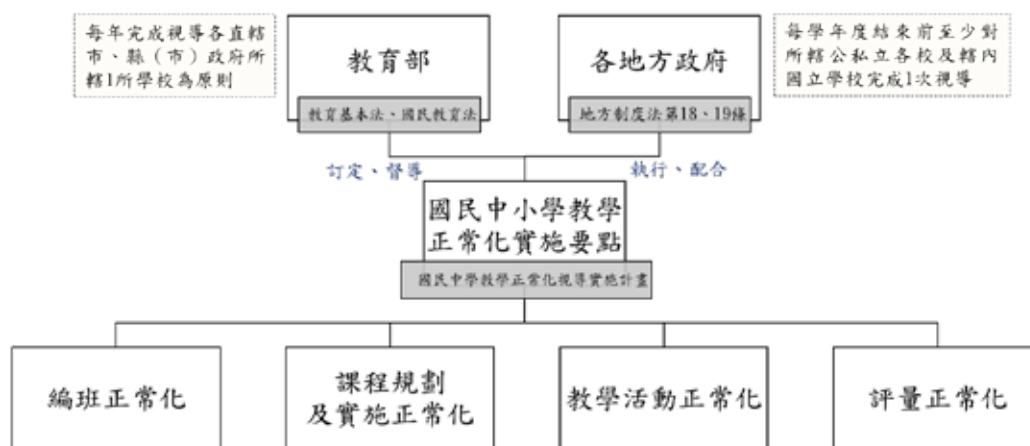 每年完成視導各直轄
市、縣（市）政府所
轄1所學校為原則
教育部
教育基本法、國民教育法
各地方政府
地方制度法第18、19條
每學年度結束前至少對
所轄公私立各校及轄內
國立學校完成1次視導
訂定、督導
執行、配合
國民中小學教學
正常化實施要點
國民中學教學正常化視導實施計畫
編班正常化
課程規劃
及實施正常化
教學活動正常化
評量正常化